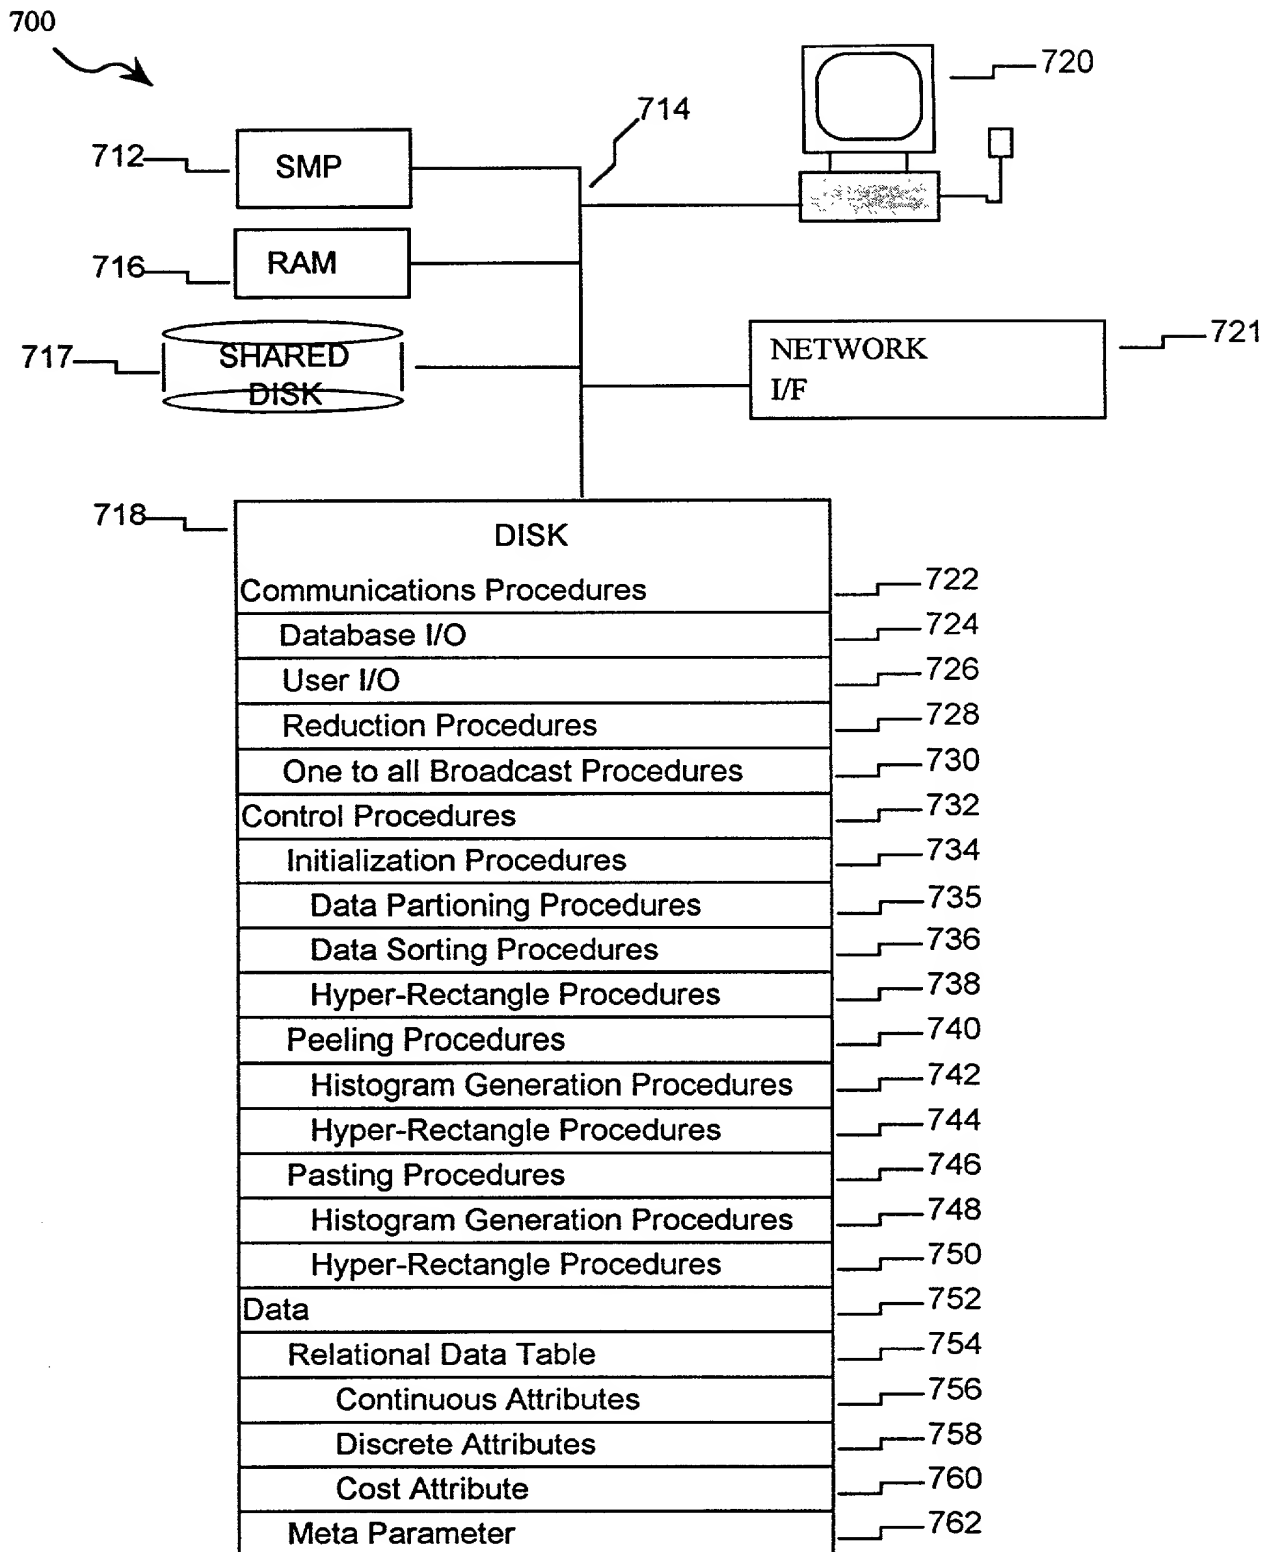 700
720
714
712
SMP
716
RAM
717
SHARED
DISK
NETWORK
I/F
721
718
DISK
Communications Procedures 722
Database I/O 724
User I/O 726
Reduction Procedures 728
One to all Broadcast Procedures 730
Control Procedures 732
Initialization Procedures 734
Data Partioning Procedures 735
Data Sorting Procedures 736
Hyper-Rectangle Procedures 738
Peeling Procedures 740
Histogram Generation Procedures 742
Hyper-Rectangle Procedures 744
Pasting Procedures 746
Histogram Generation Procedures 748
Hyper-Rectangle Procedures 750
Data 752
Relational Data Table 754
Continuous Attributes 756
Discrete Attributes 758
Cost Attribute 760
Meta Parameter 762